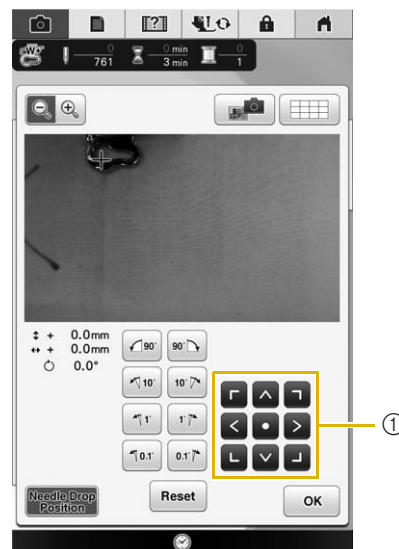 0
761
0 min
3 min
0
1
+ 0.0mm
+ 0.0mm
0.0°
90°
90°
10°
10°
1°
1°
0.1°
0.1°
①
Needle Drop
Position
Reset
OK